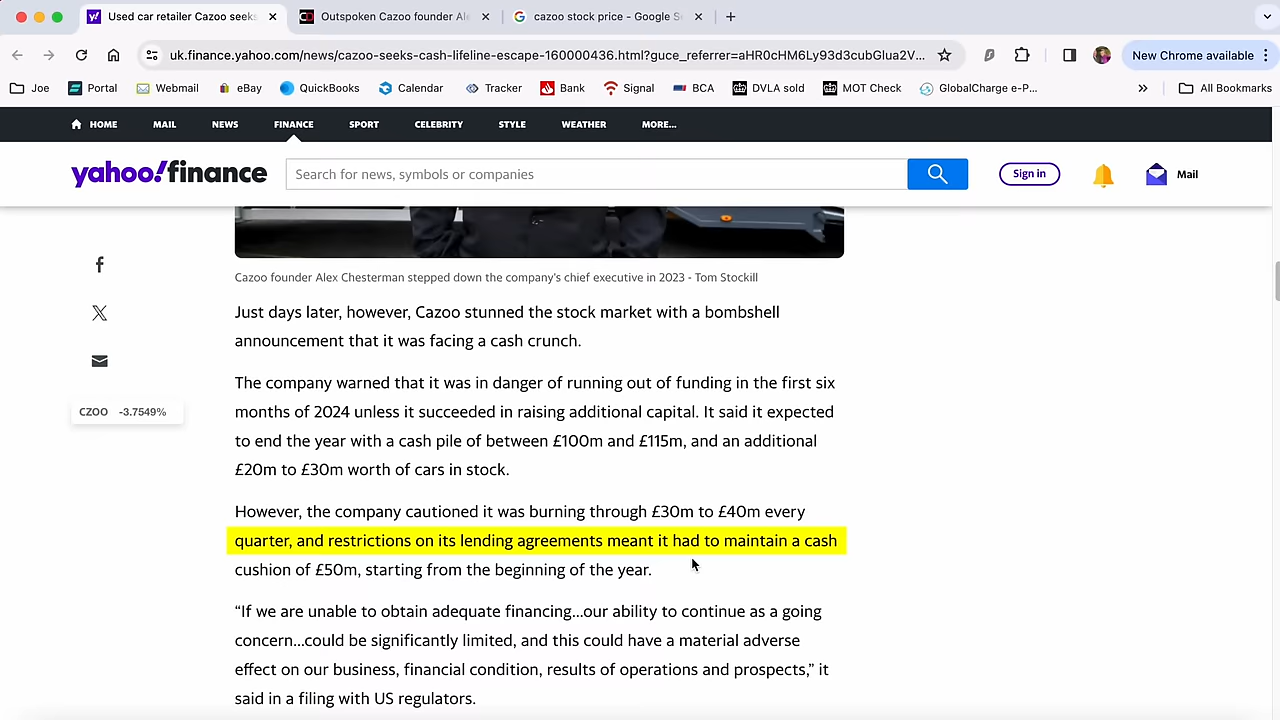 Used car retailer Cazoo seeks
Outspoken Cazoo founder Al
cazoo stock price - Google S
uk.finance.yahoo.com/news/cazoo-seeks-cash-lifeline-escape-160000436.html?guce_referrer=aHR0cHM6Ly93d3cubGlua2V...
New Chrome available
Joe
Portal
Webmail
eBay
QuickBooks
Calendar
Tracker
Bank
Signal
BCA
DVLA sold
MOT Check
GlobalCharge e-P...
All Bookmarks
HOME
MAIL
NEWS
FINANCE
SPORT
CELEBRITY
STYLE
WEATHER
MORE...
yahoo!finance
Search for news, symbols or companies
Sign in
Mail
Cazoo founder Alex Chesterman stepped down the company's chief executive in 2023 - Tom Stockill
Just days later, however, Cazoo stunned the stock market with a bombshell
announcement that it was facing a cash crunch.
The company warned that it was in danger of running out of funding in the first six
months of 2024 unless it succeeded in raising additional capital. It said it expected
to end the year with a cash pile of between £100m and £115m, and an additional
£20m to £30m worth of cars in stock.
CZOO -3.7549%
However, the company cautioned it was burning through £30m to £40m every
quarter, and restrictions on its lending agreements meant it had to maintain a cash
cushion of £50m, starting from the beginning of the year.
“If we are unable to obtain adequate financing...our ability to continue as a going
concern...could be significantly limited, and this could have a material adverse
effect on our business, financial condition, results of operations and prospects,” it
said in a filing with US regulators.